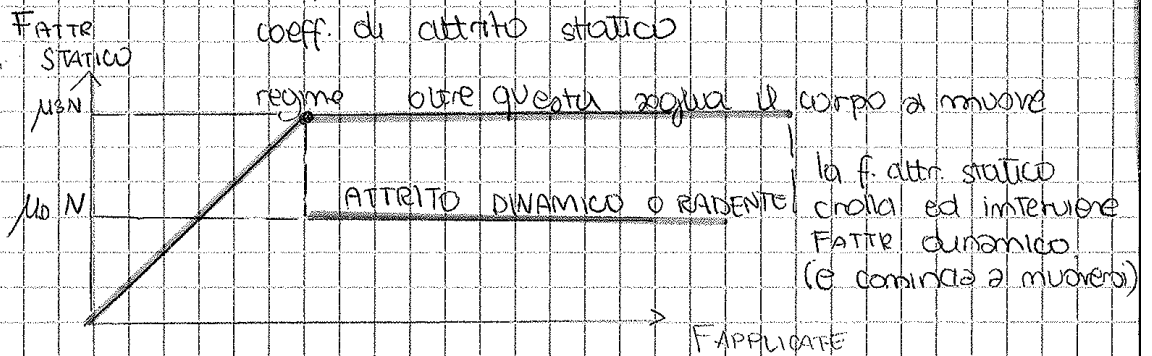 FATTR
STATICO
coeff. di attrito statico
μsN
regime oltre questa soglia il corpo si muove
la f. attr. statico
μD N
ATTRITO DINAMICO O RADENTE
crolla ed interviene
FATTR dinamico
(e comincia a muoversi)
FAPPLICATE